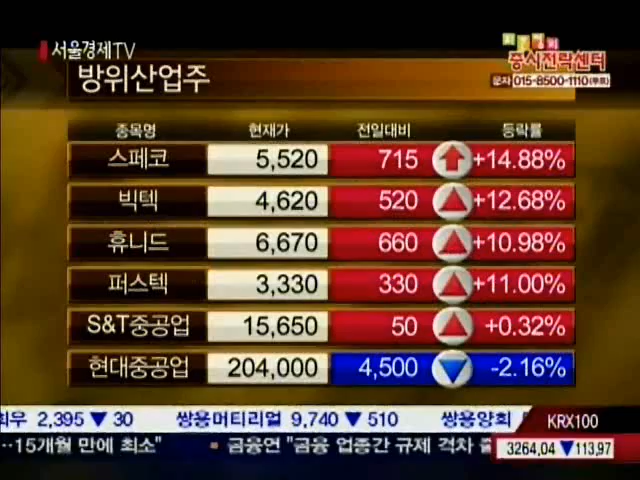 서울경제TV
증시전략센터
방위산업주
문자 015-8500-1110(무료)
종목명 현재가 전일대비 등락률
스페코 5,520 715 +14.88%
빅텍 4,620 520 +12.68%
휴니드 6,670 660 +10.98%
퍼스텍 3,330 330 +11.00%
S&T중공업 15,650 50 +0.32%
현대중공업 204,000 4,500 -2.16%
최우 2,395 ▼ 30 쌍용머티리얼 9,740 ▼ 510 쌍용양회 KRX100
··15개월 만에 최소" 금융연 "금융 업종간 규제 격차 3264,04 ▼113,97